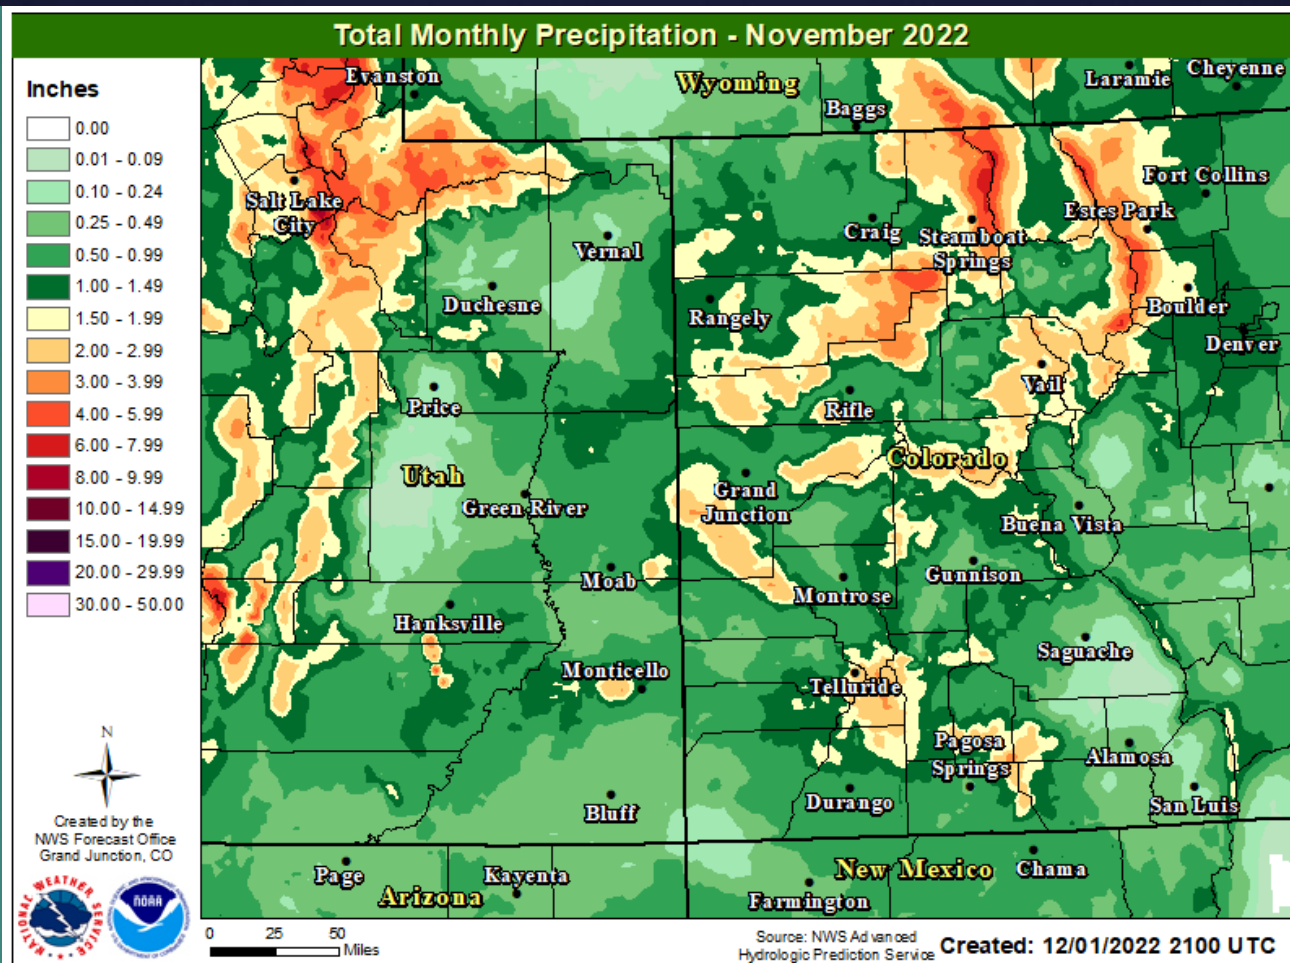 Total Monthly Precipitation - November 2022
Inches
0.00
0.01 - 0.09
0.10 - 0.24
0.25 - 0.49
0.50 - 0.99
1.00 - 1.49
1.50 - 1.99
2.00 - 2.99
3.00 - 3.99
4.00 - 5.99
6.00 - 7.99
8.00 - 9.99
10.00 - 14.99
15.00 - 19.99
20.00 - 29.99
30.00 - 50.00
N
Created by the
NWS Forecast Office
Grand Junction, CO
NATIONAL WEATHER SERVICE
NOAA
Evanston
Wyoming
Laramie
Cheyenne
Baggs
Salt Lake
City
Vernal
Duchesne
Craig
Steamboat
Springs
Fort Collins
Estes Park
Rangely
Boulder
Denver
Vail
Price
Rifle
Utah
Green River
Grand
Junction
Colorado
Buena Vista
Moab
Montrose
Gunnison
Hanksville
Monticello
Telluride
Saguache
Pagosa
Springs
Alamosa
Bluff
Durango
San Luis
Page
Kayenta
Arizona
New Mexico
Chama
Farmington
0 25 50
Miles
Source: NWS Advanced
Hydrologic Prediction Service
Created: 12/01/2022 2100 UTC